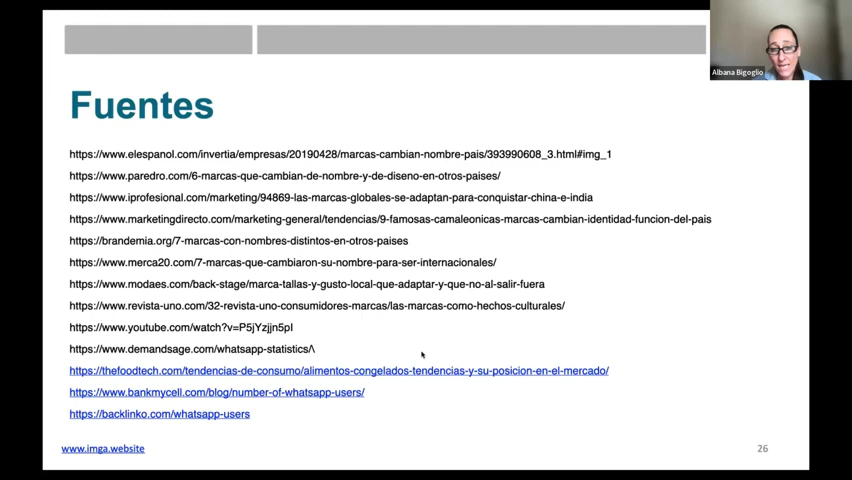 Albana Bigoglio
Fuentes
https://www.elespanol.com/invertia/empresas/20190428/marcas-cambian-nombre-pais/393990608_3.html#img_1
https://www.paredro.com/6-marcas-que-cambian-de-nombre-y-de-diseno-en-otros-paises/
https://www.iprofesional.com/marketing/94869-las-marcas-globales-se-adaptan-para-conquistar-china-e-india
https://www.marketingdirecto.com/marketing-general/tendencias/9-famosas-camaleonicas-marcas-cambian-identidad-funcion-del-pais
https://brandemia.org/7-marcas-con-nombres-distintos-en-otros-paises
https://www.merca20.com/7-marcas-que-cambiaron-su-nombre-para-ser-internacionales/
https://www.modaes.com/back-stage/marca-tallas-y-gusto-local-que-adaptar-y-que-no-al-salir-fuera
https://www.revista-uno.com/32-revista-uno-consumidores-marcas/las-marcas-como-hechos-culturales/
https://www.youtube.com/watch?v=P5jYzjjn5pI
https://www.demandsage.com/whatsapp-statistics/\
https://thefoodtech.com/tendencias-de-consumo/alimentos-congelados-tendencias-y-su-posicion-en-el-mercado/
https://www.bankmycell.com/blog/number-of-whatsapp-users/
https://backlinko.com/whatsapp-users
www.imga.website
26